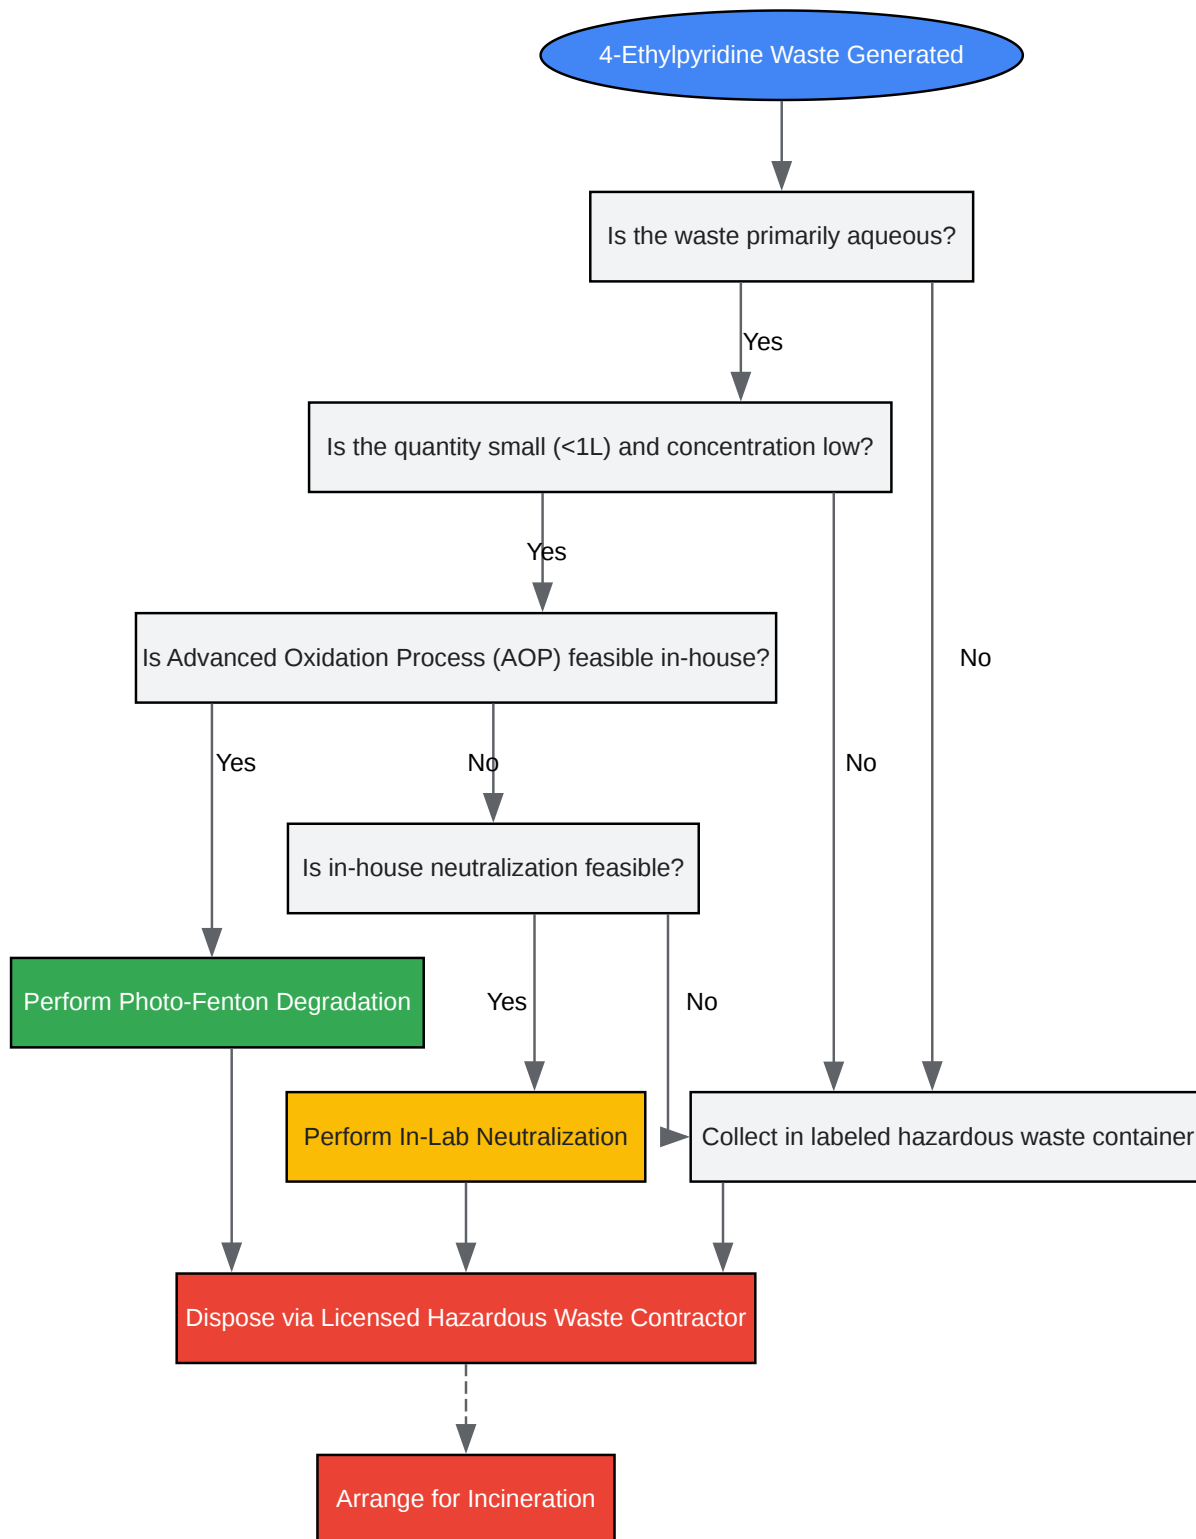 4-Ethylpyridine Waste Generated
Is the waste primarily aqueous?
Yes
Is the quantity small (<1L) and concentration low?
Yes
Is Advanced Oxidation Process (AOP) feasible in-house?
No
Yes
No
No
Is in-house neutralization feasible?
Perform Photo-Fenton Degradation
Yes
No
Perform In-Lab Neutralization
Collect in labeled hazardous waste container
Dispose via Licensed Hazardous Waste Contractor
Arrange for Incineration